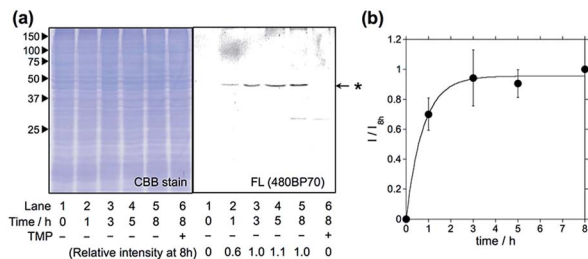 (a)
150
100
75
50
37
25
CBB stain
FL (480BP70)
← *
Lane 1 2 3 4 5 6 1 2 3 4 5 6
Time / h 0 1 3 5 8 8 0 1 3 5 8 8
TMP – – – – – + – – – – – +
(Relative intensity at 8h) 0 0.6 1.0 1.1 1.0 0
(b)
1.2
1
0.8
0.6
0.4
0.2
0
I / I8h
0 1 2 3 4 5 6 7 8
time / h